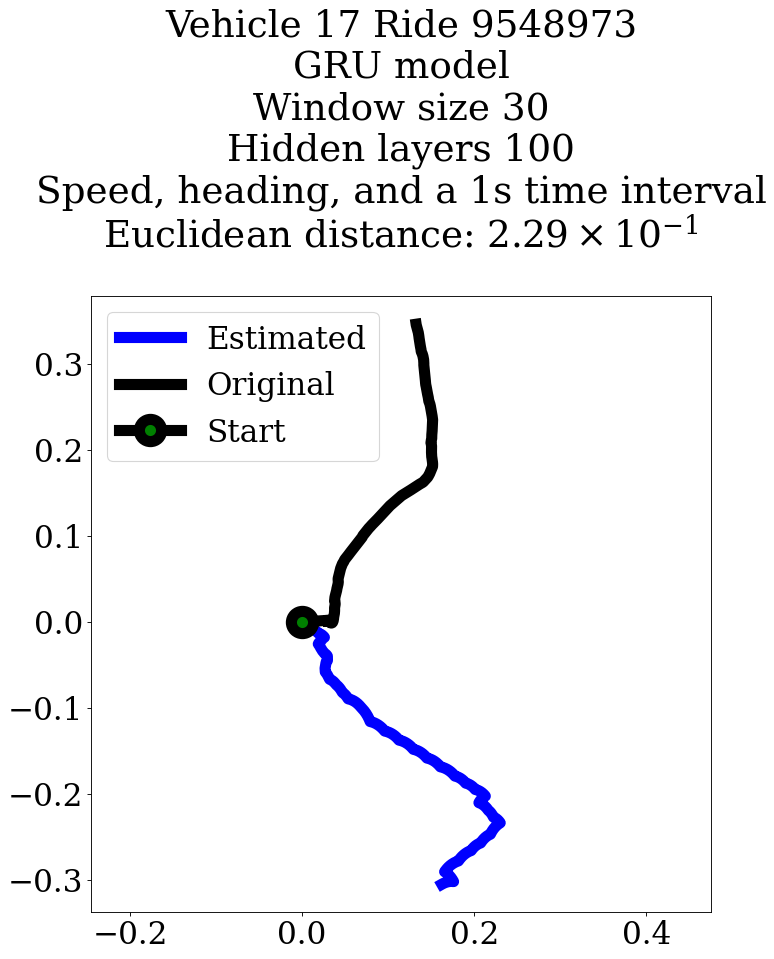 Vehicle 17 Ride 9548973
GRU model
Window size 30
Hidden layers 100
Speed, heading, and a 1s time interval
Euclidean distance: 2.29 × 10⁻¹
Estimated
Original
Start
0.3
0.2
0.1
0.0
−0.1
−0.2
−0.3
−0.2 0.0 0.2 0.4